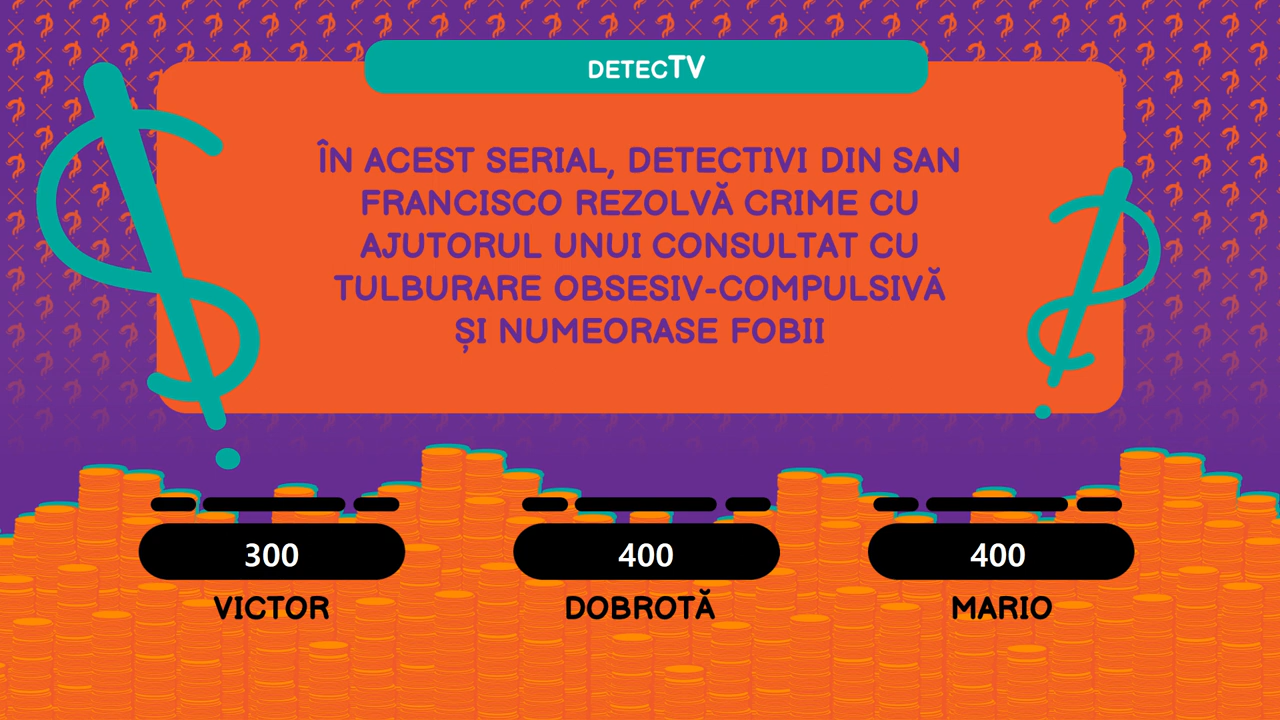 DETECTV
ÎN ACEST SERIAL, DETECTIVI DIN SAN
FRANCISCO REZOLVĂ CRIME CU
AJUTORUL UNUI CONSULTAT CU
TULBURARE OBSESIV-COMPULSIVĂ
ȘI NUMEORASE FOBII
300
400
400
VICTOR
DOBROTĂ
MARIO